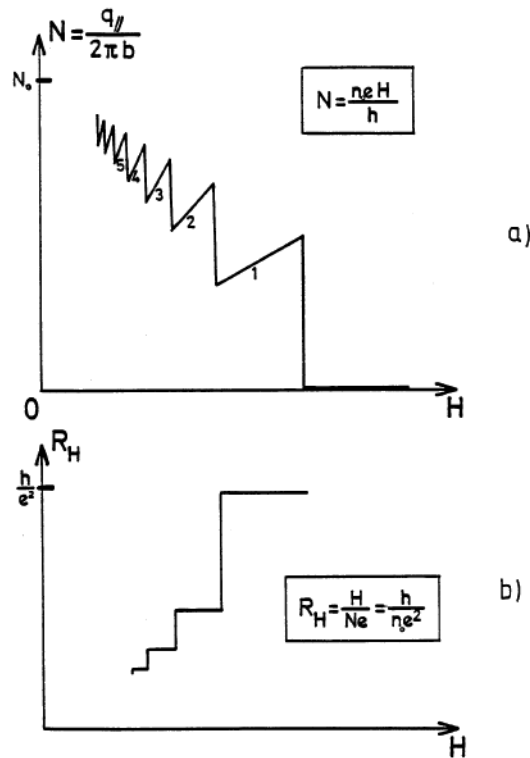 N = q∥/2πb
N₀
N = neH/h
5
4
3
2
1
a)
0
H
R_H
h/e²
R_H = H/Ne = h/n₀e²
b)
H